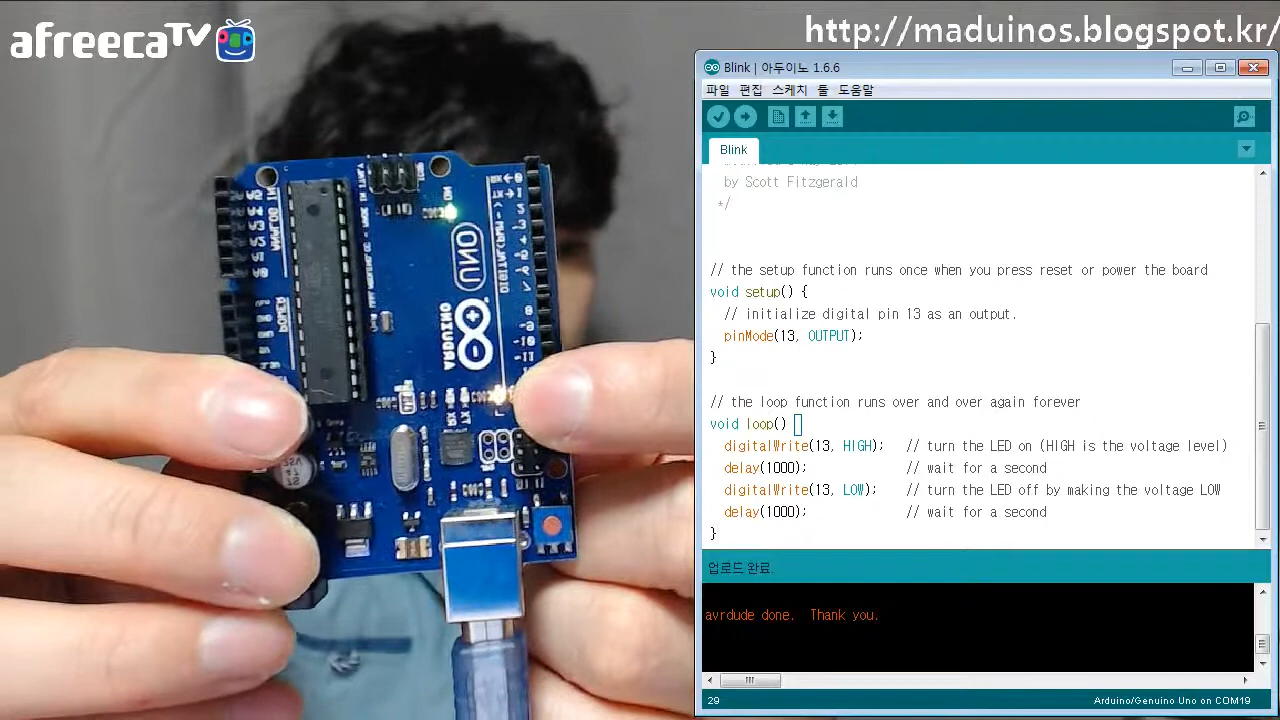 afreecaTV
http://maduinos.blogspot.kr/
Blink | 아두이노 1.6.6
파일 편집 스케치 툴 도움말
Blink
by Scott Fitzgerald
*/
// the setup function runs once when you press reset or power the board
void setup() {
// initialize digital pin 13 as an output.
pinMode(13, OUTPUT);
}
// the loop function runs over and over again forever
void loop()
digitalWrite(13, HIGH); // turn the LED on (HIGH is the voltage level)
delay(1000); // wait for a second
digitalWrite(13, LOW); // turn the LED off by making the voltage LOW
delay(1000); // wait for a second
}
업로드 완료.
avrdude done. Thank you.
29
Arduino/Genuino Uno on COM19
UNO
ARDUINO
ON
POWER